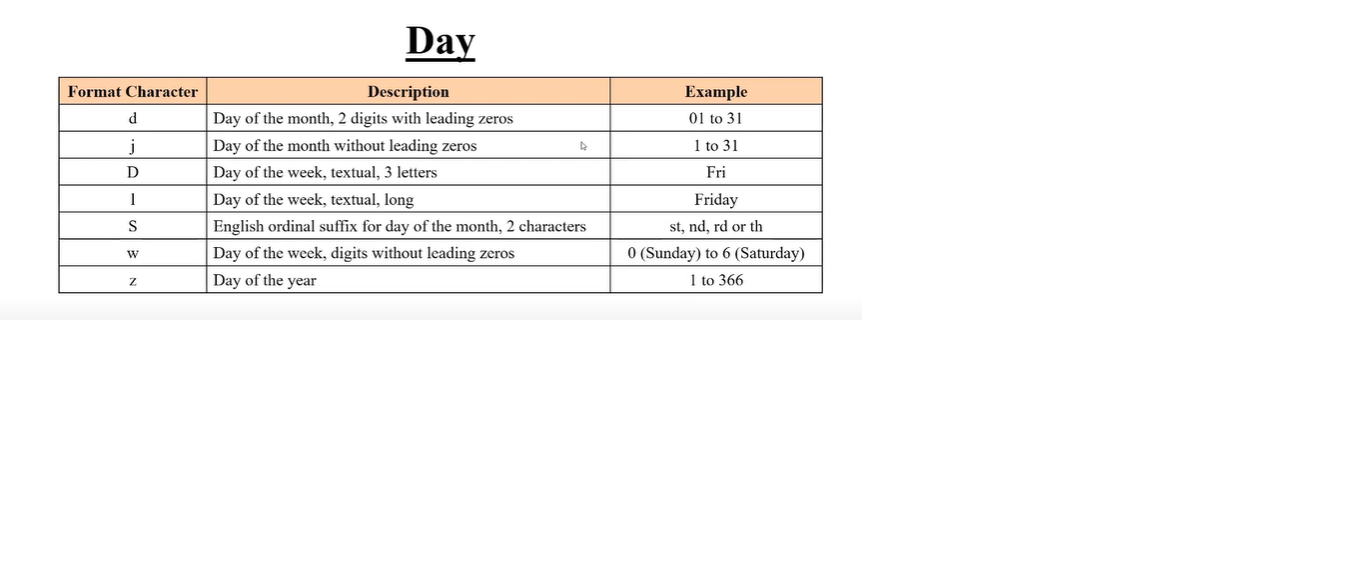 Day
Format Character Description Example
d Day of the month, 2 digits with leading zeros 01 to 31
j Day of the month without leading zeros 1 to 31
D Day of the week, textual, 3 letters Fri
l Day of the week, textual, long Friday
S English ordinal suffix for day of the month, 2 characters st, nd, rd or th
w Day of the week, digits without leading zeros 0 (Sunday) to 6 (Saturday)
z Day of the year 1 to 366